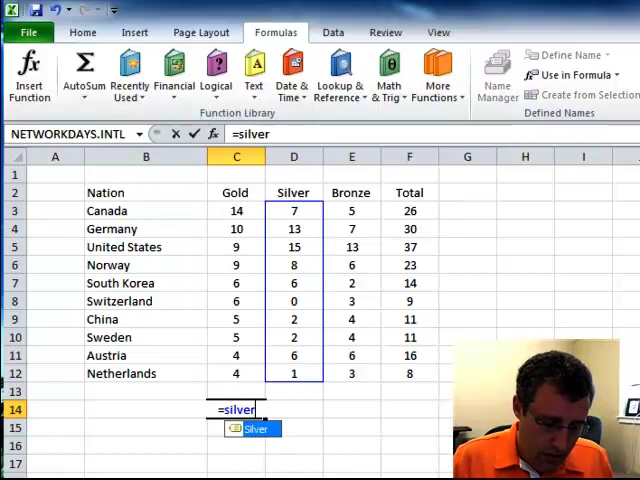 File Home Insert Page Layout Formulas Data Review View
fx Σ ? A θ
Insert Function AutoSum Recently Used Financial Logical Text Date & Time Lookup & Reference Math & Trig More Functions Name Manager
Define Name
Use in Formula
Create from Selection
Function Library Defined Names
NETWORKDAYS.INTL fx =silver
A B C D E F G H I
1
2 Nation Gold Silver Bronze Total
3 Canada 14 7 5 26
4 Germany 10 13 7 30
5 United States 9 15 13 37
6 Norway 9 8 6 23
7 South Korea 6 6 2 14
8 Switzerland 6 0 3 9
9 China 5 2 4 11
10 Sweden 5 2 4 11
11 Austria 4 6 6 16
12 Netherlands 4 1 3 8
13
14 =silver
15 Silver
16
17